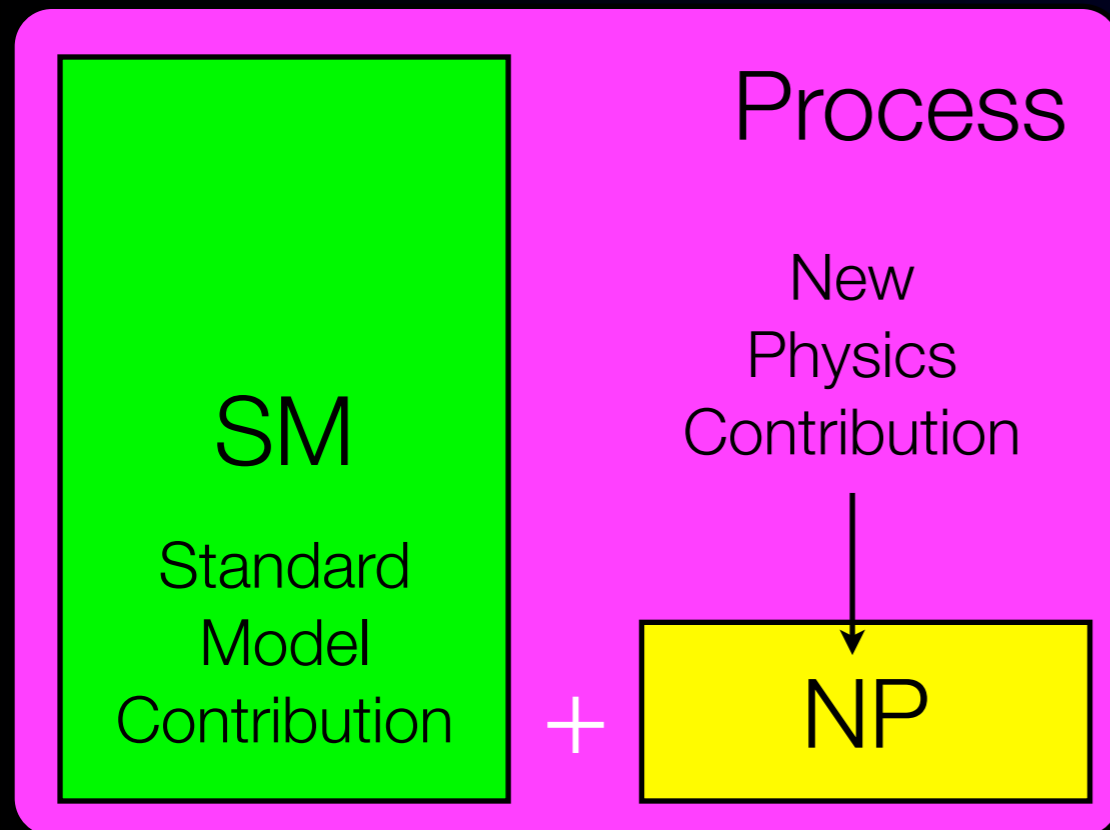 Process
New
Physics
Contribution
SM
Standard
Model
Contribution
+
NP